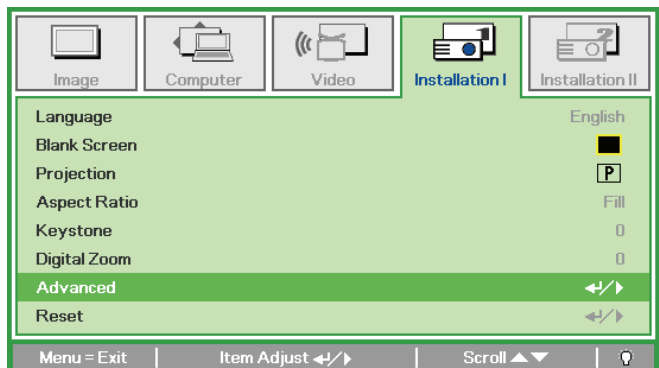 Image Computer Video Installation I Installation II
Language English
Blank Screen
Projection P
Aspect Ratio Fill
Keystone 0
Digital Zoom 0
Advanced ↵/▶
Reset ↵/▶
Menu = Exit Item Adjust ↵/▶ Scroll ▲▼